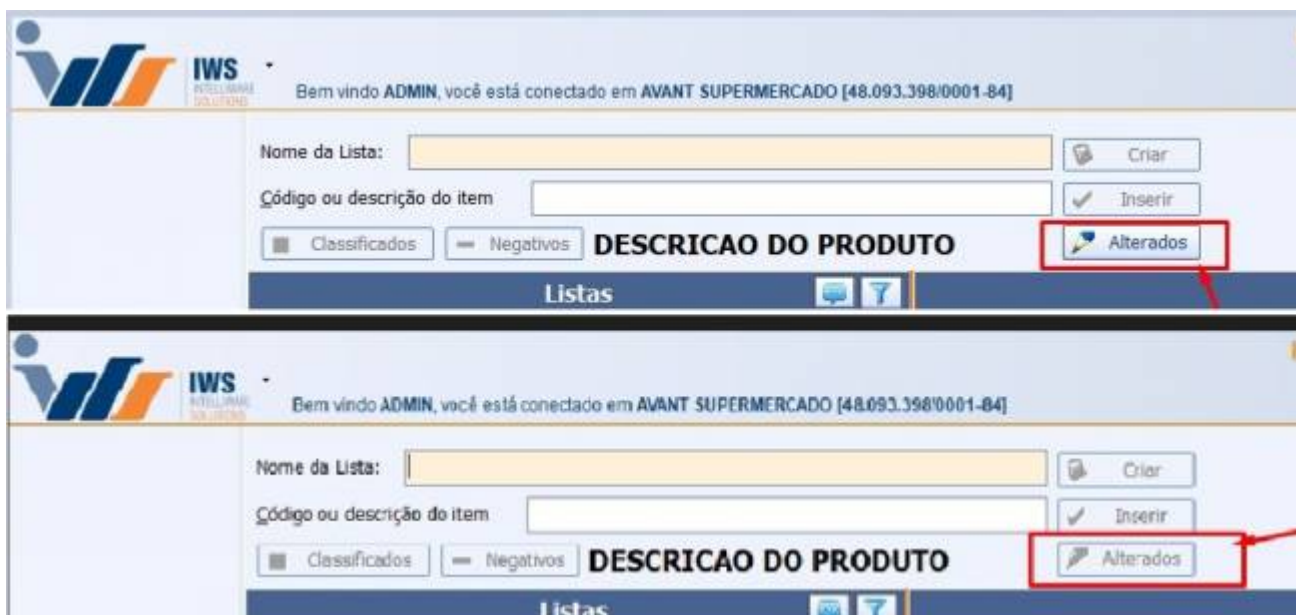 IWS
INTELLIWARE
SOLUTIONS
Bem vindo ADMIN, você está conectado em AVANT SUPERMERCADO [48.093.398/0001-84]
Nome da Lista:
Criar
Código ou descrição do item
Inserir
Classificados
Negativos
DESCRICAO DO PRODUTO
Alterados
Listas
IWS
INTELLIWARE
SOLUTIONS
Bem vindo ADMIN, você está conectado em AVANT SUPERMERCADO [48.093.398/0001-84]
Nome da Lista:
Criar
Código ou descrição do item
Inserir
Classificados
Negativos
DESCRICAO DO PRODUTO
Alterados
Listas